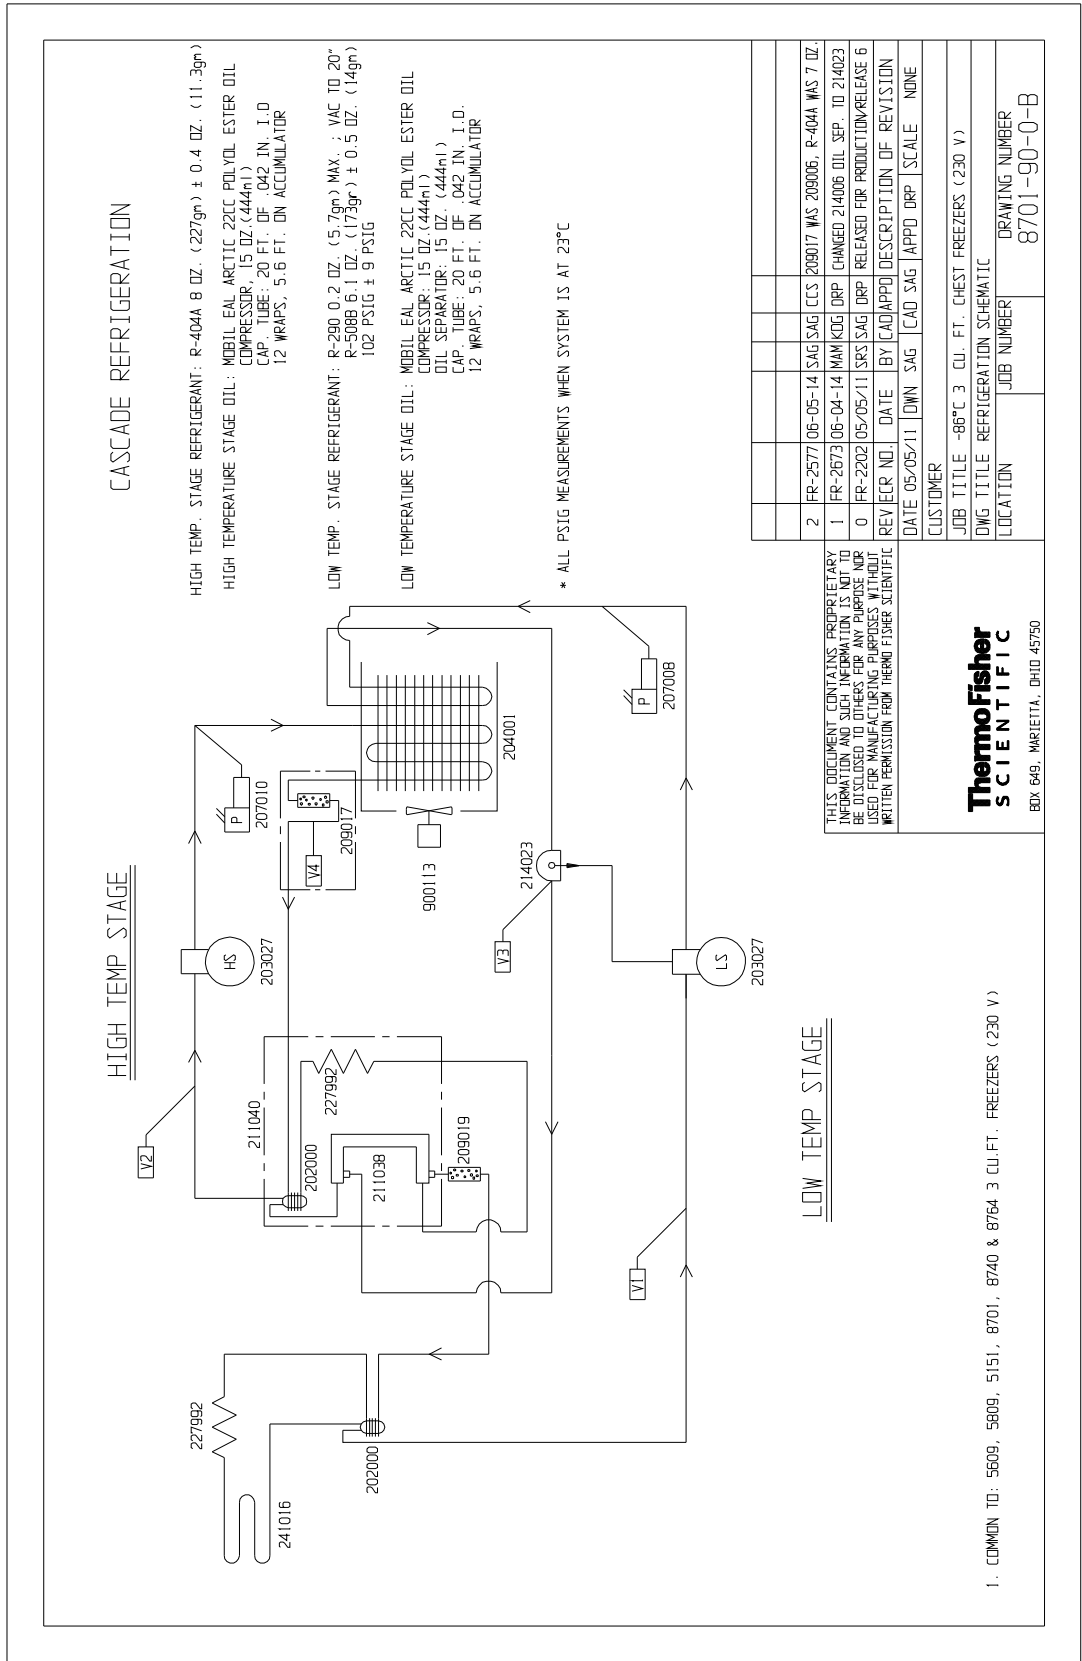 CASCADE REFRIGERATION
HIGH TEMP. STAGE REFRIGERANT: R-404A 8 OZ. (227gm) ± 0.4 OZ. (11.3gm)
HIGH TEMPERATURE STAGE OIL: MOBIL EAL ARCTIC 22CC POLYOL ESTER OIL
COMPRESSOR, 15 OZ.(444ml)
CAP. TUBE: 20 FT. OF .042 IN. I.D
12 WRAPS, 5.6 FT. ON ACCUMULATOR
LOW TEMP. STAGE REFRIGERANT: R-290 0.2 OZ. (5.7gm) MAX. ; VAC TO 20"
R-508B 6.1 OZ. (173gr) ± 0.5 OZ. (14gm)
102 PSIG ± 9 PSIG
LOW TEMPERATURE STAGE OIL: MOBIL EAL ARCTIC 22CC POLYOL ESTER OIL
COMPRESSOR: 15 OZ.(444ml)
OIL SEPARATOR: 15 OZ. (444ml)
CAP. TUBE: 20 FT. OF .042 IN. I.D.
12 WRAPS, 5.6 FT. ON ACCUMULATOR
* ALL PSIG MEASUREMENTS WHEN SYSTEM IS AT 23°C
HIGH TEMP STAGE
V2
HS
203027
P
207010
209017
V4
900113
204001
211040
202000
227992
211038
209019
214023
V3
P
207008
LS
203027
V1
227992
241016
202000
LOW TEMP STAGE
1. COMMON TO: 5609, 5809, 5151, 8701, 8740 & 8764 3 CU.FT. FREEZERS (230 V)
THIS DOCUMENT CONTAINS PROPRIETARY
INFORMATION AND SUCH INFORMATION IS NOT TO
BE DISCLOSED TO OTHERS FOR ANY PURPOSE NOR
USED FOR MANUFACTURING PURPOSES WITHOUT
WRITTEN PERMISSION FROM THERMO FISHER SCIENTIFIC
ThermoFisher
SCIENTIFIC
BOX 649, MARIETTA, OHIO 45750
2 FR-2577 06-05-14 SAG SAG CCS 209017 WAS 209006, R-404A WAS 7 OZ.
1 FR-2673 06-04-14 MAM KDG DRP CHANGED 214006 OIL SEP. TO 214023
0 FR-2202 05/05/11 SRS SAG DRP RELEASED FOR PRODUCTION/RELEASE 6
REV ECR NO. DATE BY CAD APPD DESCRIPTION OF REVISION
DATE 05/05/11 DWN SAG CAD SAG APPD DRP SCALE NONE
CUSTOMER
JOB TITLE -86°C 3 CU. FT. CHEST FREEZERS (230 V)
DWG TITLE REFRIGERATION SCHEMATIC
LOCATION JOB NUMBER DRAWING NUMBER
8701-90-0-B